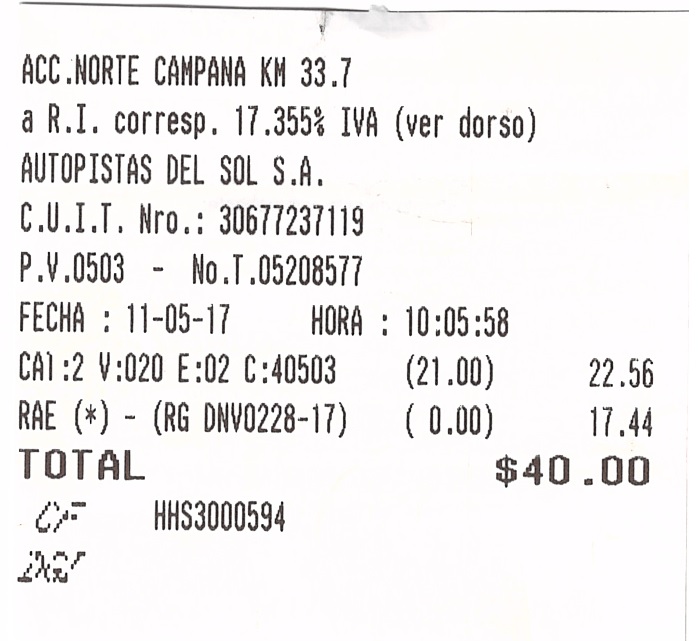 ACC.NORTE CAMPANA KM 33.7
a R.I. corresp. 17.355% IVA (ver dorso)
AUTOPISTAS DEL SOL S.A.
C.U.I.T. Nro.: 30677237119
P.V.0503 - No.T.05208577
FECHA : 11-05-17 HORA : 10:05:58
CA1:2 V:020 E:02 C:40503 (21.00) 22.56
RAE (*) - (RG DNV0228-17) ( 0.00) 17.44
TOTAL $40.00
CF HHS3000594